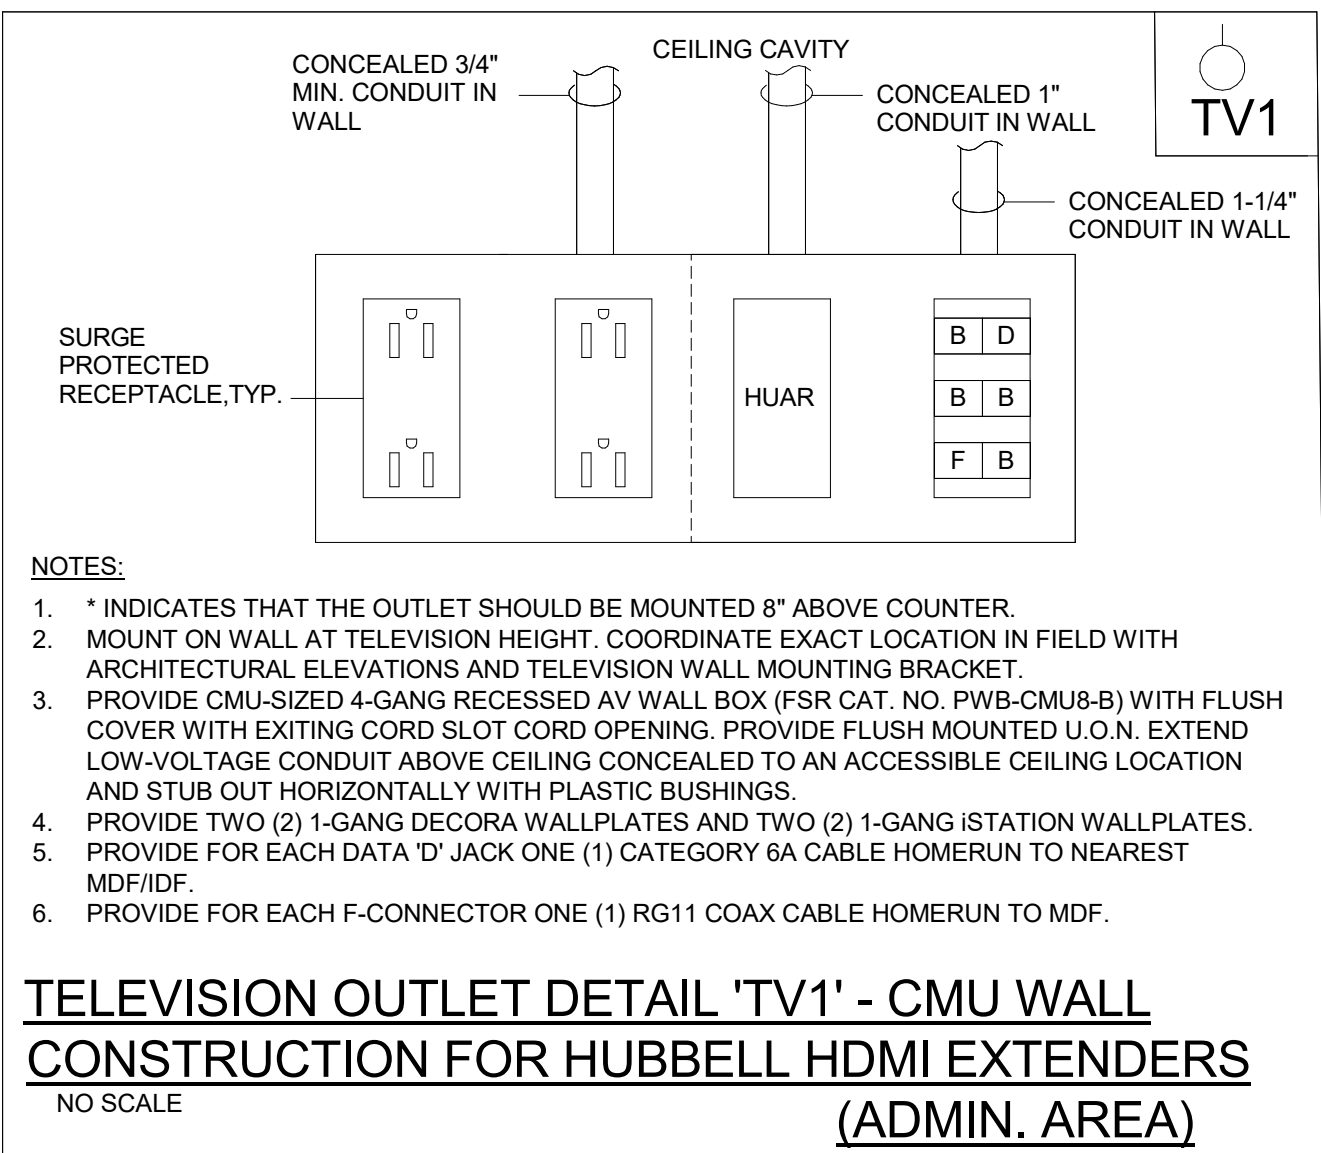 CEILING CAVITY
CONCEALED 3/4"
MIN. CONDUIT IN
WALL
CONCEALED 1"
CONDUIT IN WALL
TV1
CONCEALED 1-1/4"
CONDUIT IN WALL
SURGE
PROTECTED
RECEPTACLE,TYP.
HUAR
B D
B B
F B
NOTES:
1. * INDICATES THAT THE OUTLET SHOULD BE MOUNTED 8" ABOVE COUNTER.
2. MOUNT ON WALL AT TELEVISION HEIGHT. COORDINATE EXACT LOCATION IN FIELD WITH
ARCHITECTURAL ELEVATIONS AND TELEVISION WALL MOUNTING BRACKET.
3. PROVIDE CMU-SIZED 4-GANG RECESSED AV WALL BOX (FSR CAT. NO. PWB-CMU8-B) WITH FLUSH
COVER WITH EXITING CORD SLOT CORD OPENING. PROVIDE FLUSH MOUNTED U.O.N. EXTEND
LOW-VOLTAGE CONDUIT ABOVE CEILING CONCEALED TO AN ACCESSIBLE CEILING LOCATION
AND STUB OUT HORIZONTALLY WITH PLASTIC BUSHINGS.
4. PROVIDE TWO (2) 1-GANG DECORA WALLPLATES AND TWO (2) 1-GANG iSTATION WALLPLATES.
5. PROVIDE FOR EACH DATA 'D' JACK ONE (1) CATEGORY 6A CABLE HOMERUN TO NEAREST
MDF/IDF.
6. PROVIDE FOR EACH F-CONNECTOR ONE (1) RG11 COAX CABLE HOMERUN TO MDF.
TELEVISION OUTLET DETAIL 'TV1' - CMU WALL
CONSTRUCTION FOR HUBBELL HDMI EXTENDERS
NO SCALE
(ADMIN. AREA)